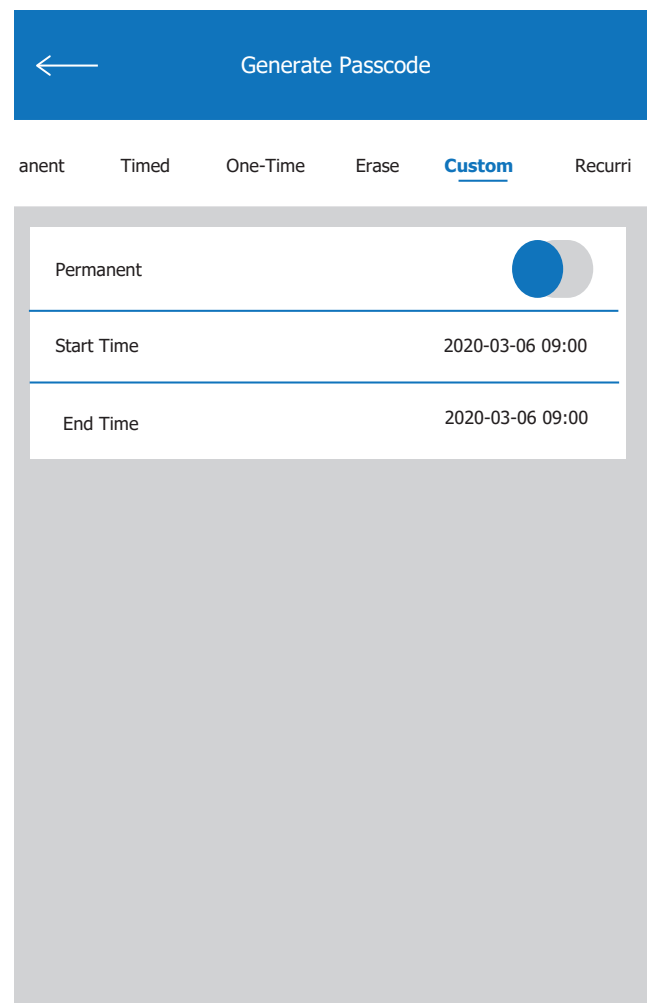 Generate Passcode
anent Timed One-Time Erase Custom Recurri
Permanent
Start Time 2020-03-06 09:00
End Time 2020-03-06 09:00